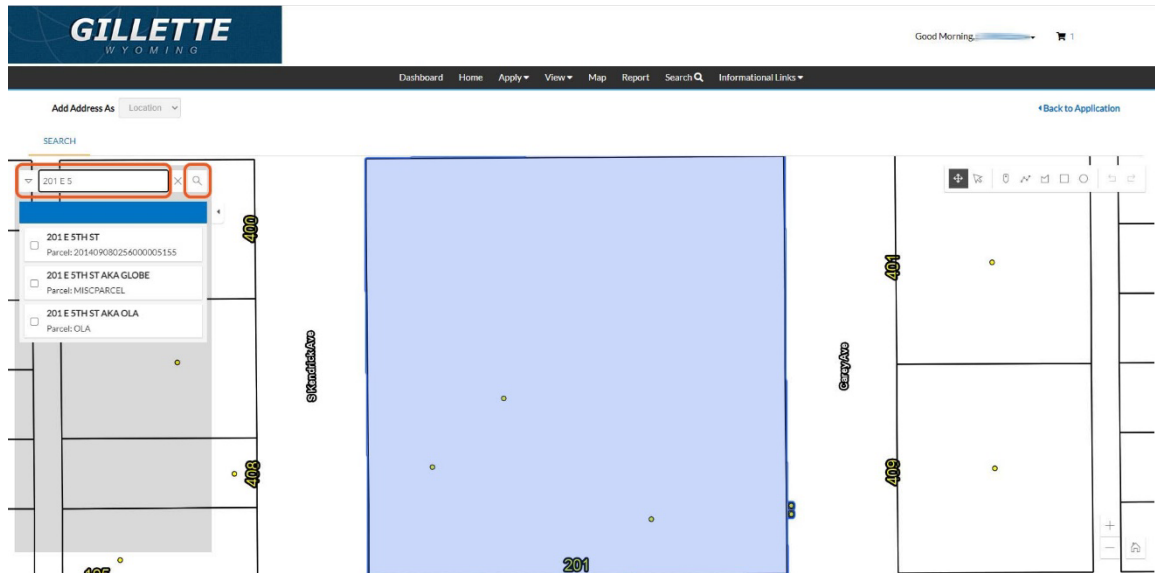 GILLETTE
WYOMING
Good Morning,
1
Dashboard Home Apply View Map Report Search Informational Links
Add Address As Location
Back to Application
SEARCH
201 E 5
201 E 5TH ST
Parcel: 201409080256000005155
201 E 5TH ST AKA GLOBE
Parcel: MISCPARCEL
201 E 5TH ST AKA OLA
Parcel: OLA
400
401
S Kendrick Ave
Carey Ave
408
409
201